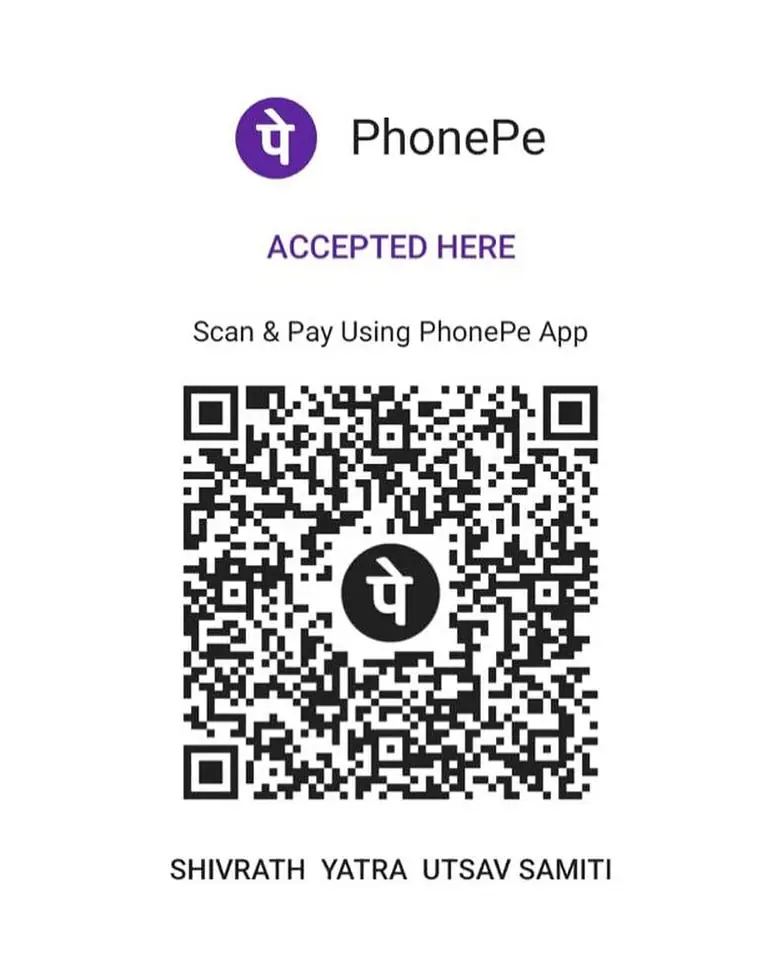 पे PhonePe
ACCEPTED HERE
Scan & Pay Using PhonePe App
पे
SHIVRATH YATRA UTSAV SAMITI